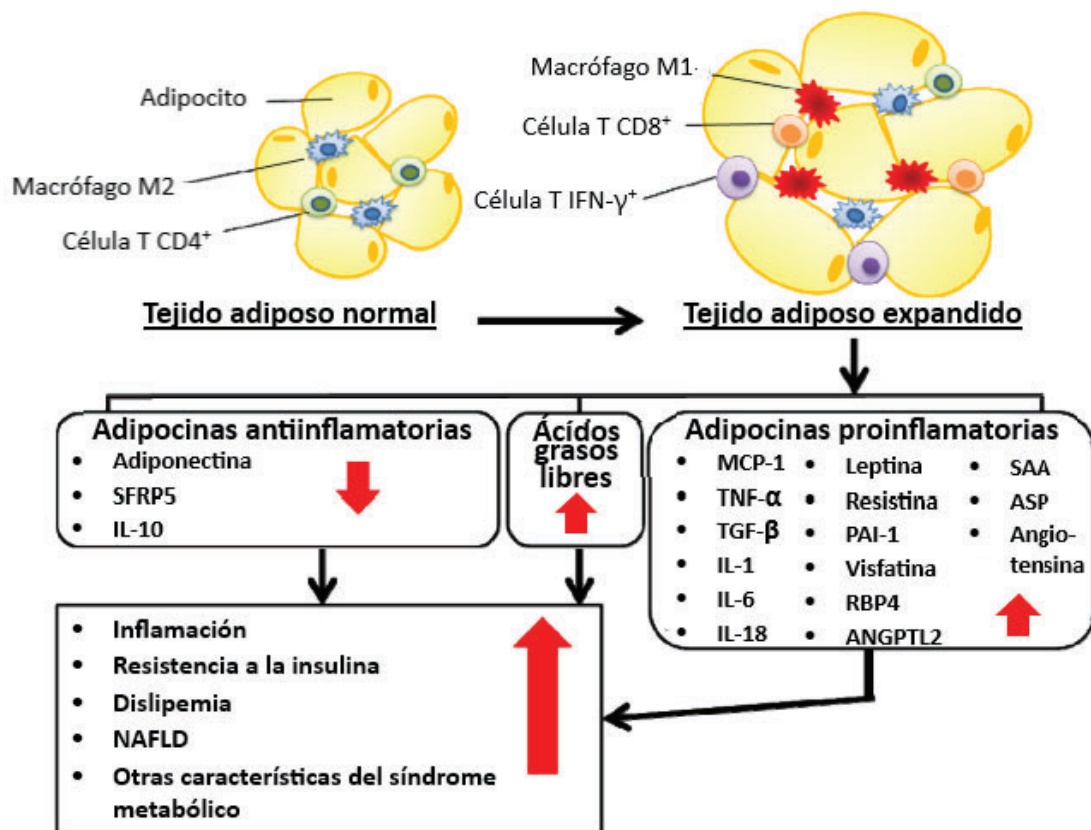 Adipocito
Macrófago M2
Célula T CD4⁺
Macrófago M1
Célula T CD8⁺
Célula T IFN-γ⁺
Tejido adiposo normal
Tejido adiposo expandido
Adipocinas antiinflamatorias
• Adiponectina
• SFRP5
• IL-10
Ácidos
grasos
libres
Adipocinas proinflamatorias
• MCP-1
• TNF-α
• TGF-β
• IL-1
• IL-6
• IL-18
• Leptina
• Resistina
• PAI-1
• Visfatina
• RBP4
• ANGPTL2
• SAA
• ASP
• Angio-
tensina
• Inflamación
• Resistencia a la insulina
• Dislipemia
• NAFLD
• Otras características del síndrome
metabólico